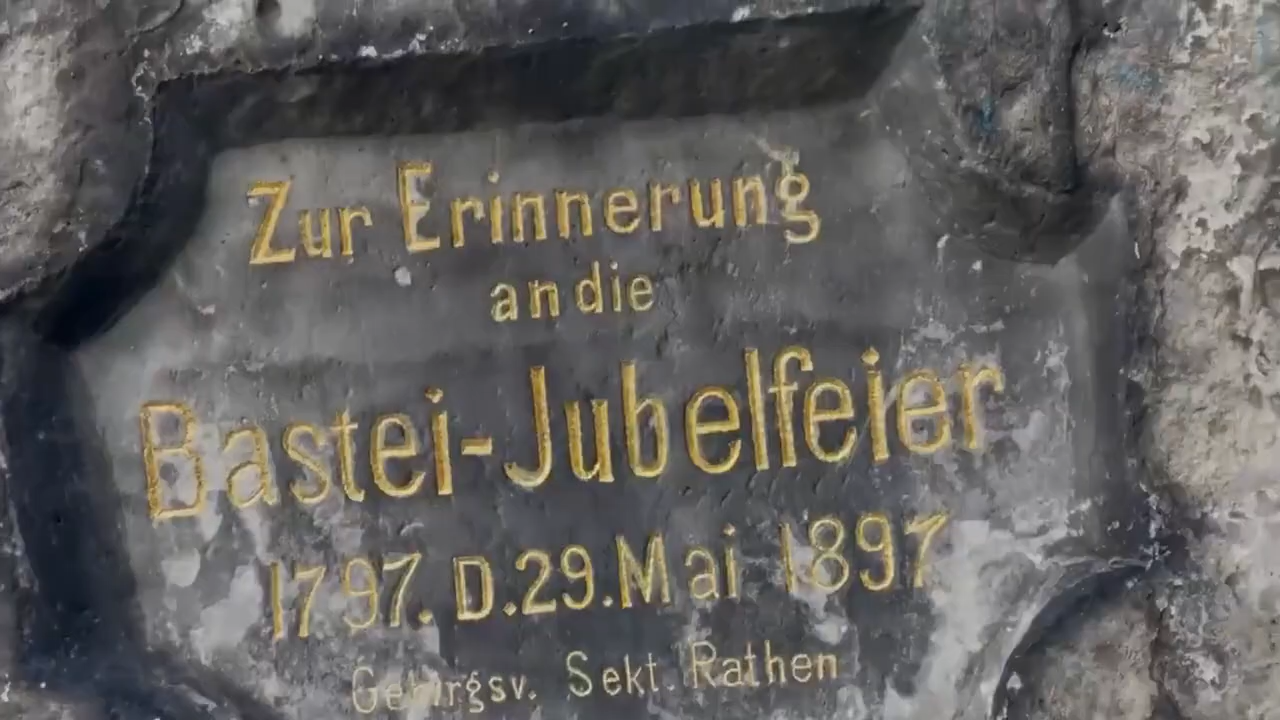 Zur Erinnerung
an die
Bastei-Jubelfeier
1797. D.29.Mai 1897
Gebirgsv. Sekt. Rathen